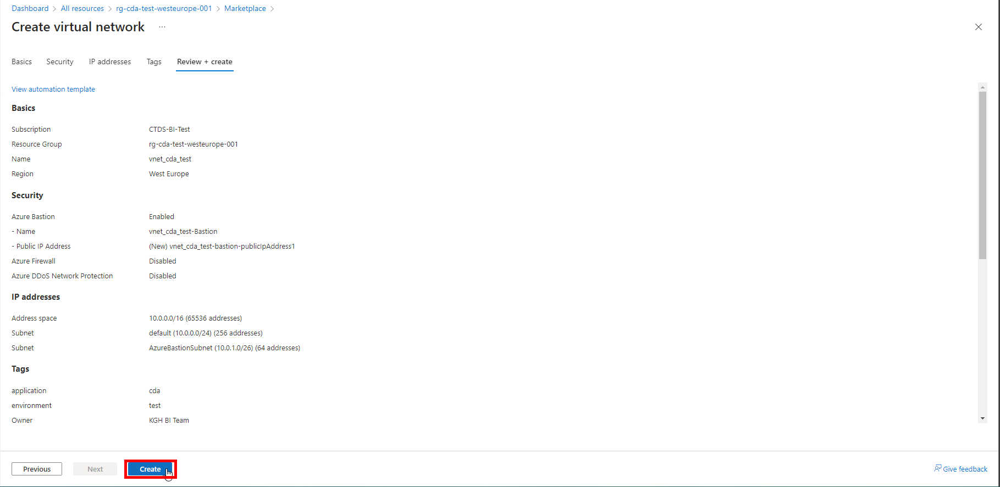 Dashboard > All resources > rg-cda-test-westeurope-001 > Marketplace >
Create virtual network ...
Basics Security IP addresses Tags Review + create
View automation template
Basics
Subscription CTDS-BI-Test
Resource Group rg-cda-test-westeurope-001
Name vnet_cda_test
Region West Europe
Security
Azure Bastion Enabled
- Name vnet_cda_test-Bastion
- Public IP Address (New) vnet_cda_test-bastion-publicIpAddress1
Azure Firewall Disabled
Azure DDoS Network Protection Disabled
IP addresses
Address space 10.0.0.0/16 (65536 addresses)
Subnet default (10.0.0.0/24) (256 addresses)
Subnet AzureBastionSubnet (10.0.1.0/26) (64 addresses)
Tags
application cda
environment test
Owner KGH BI Team
Previous Next Create Give feedback